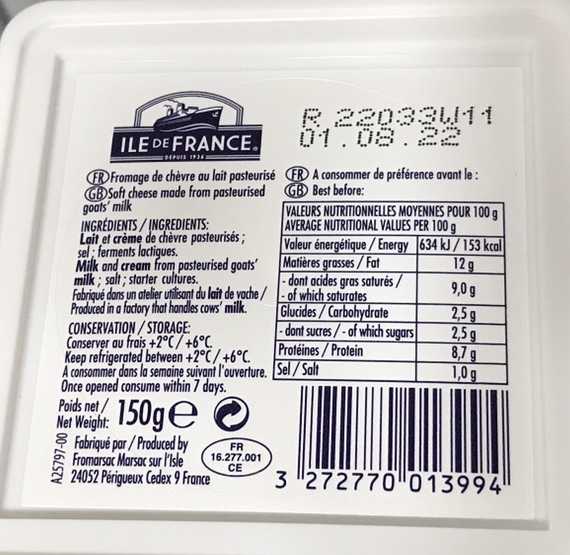 ILE DE FRANCE®
DEPUIS 1936
R 22033W11
01.08.22
FR Fromage de chèvre au lait pasteurisé
GB Soft cheese made from pasteurised
goats' milk
INGRÉDIENTS / INGREDIENTS:
Lait et crème de chèvre pasteurisés ;
sel ; ferments lactiques.
Milk and cream from pasteurised goats'
milk ; salt ; starter cultures.
Fabriqué dans un atelier utilisant du lait de vache /
Produced in a factory that handles cows' milk.
CONSERVATION / STORAGE:
Conserver au frais +2°C / +6°C.
Keep refrigerated between +2°C / +6°C.
A consommer dans la semaine suivant l'ouverture.
Once opened consume within 7 days.
Poids net /
Net Weight: 150g e
Fabriqué par / Produced by
Fromarsac Marsac sur l'Isle
24052 Périgueux Cedex 9 France
A25797-00
FR
16.277.001
CE
FR A consommer de préférence avant le :
GB Best before:
VALEURS NUTRITIONNELLES MOYENNES POUR 100 g
AVERAGE NUTRITIONAL VALUES PER 100 g
Valeur énergétique / Energy 634 kJ / 153 kcal
Matières grasses / Fat 12 g
- dont acides gras saturés /
- of which saturates 9,0 g
Glucides / Carbohydrate 2,5 g
- dont sucres / - of which sugars 2,5 g
Protéines / Protein 8,7 g
Sel / Salt 1,0 g
3 272770 013994